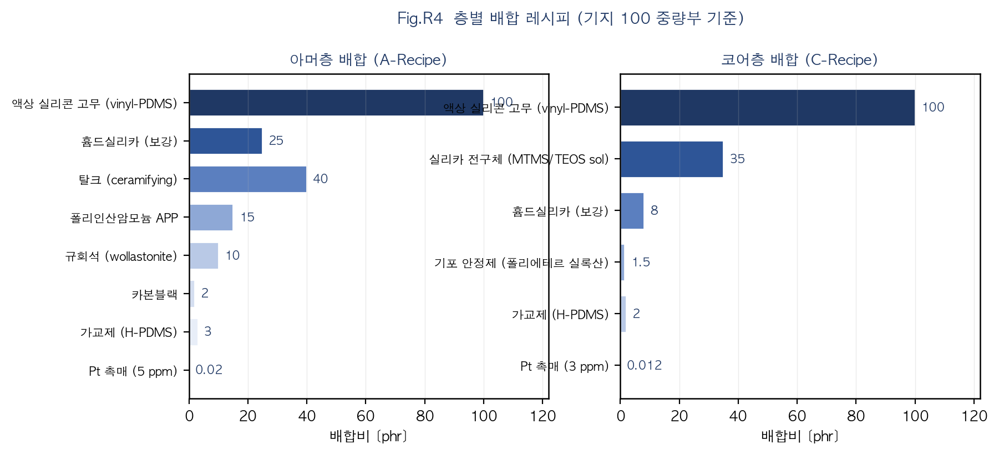 Fig.R4 층별 배합 레시피 (기지 100 중량부 기준)
아머층 배합 (A-Recipe)
액상 실리콘 고무 (vinyl-PDMS)
100
흄드실리카 (보강)
25
탈크 (ceramifying)
40
폴리인산암모늄 APP
15
규회석 (wollastonite)
10
카본블랙
2
가교제 (H-PDMS)
3
Pt 촉매 (5 ppm)
0.02
0 20 40 60 80 100 120
배합비 [phr]
코어층 배합 (C-Recipe)
액상 실리콘 고무 (vinyl-PDMS)
100
실리카 전구체 (MTMS/TEOS sol)
35
흄드실리카 (보강)
8
기포 안정제 (폴리에테르 실록산)
1.5
가교제 (H-PDMS)
2
Pt 촉매 (3 ppm)
0.012
0 20 40 60 80 100 120
배합비 [phr]